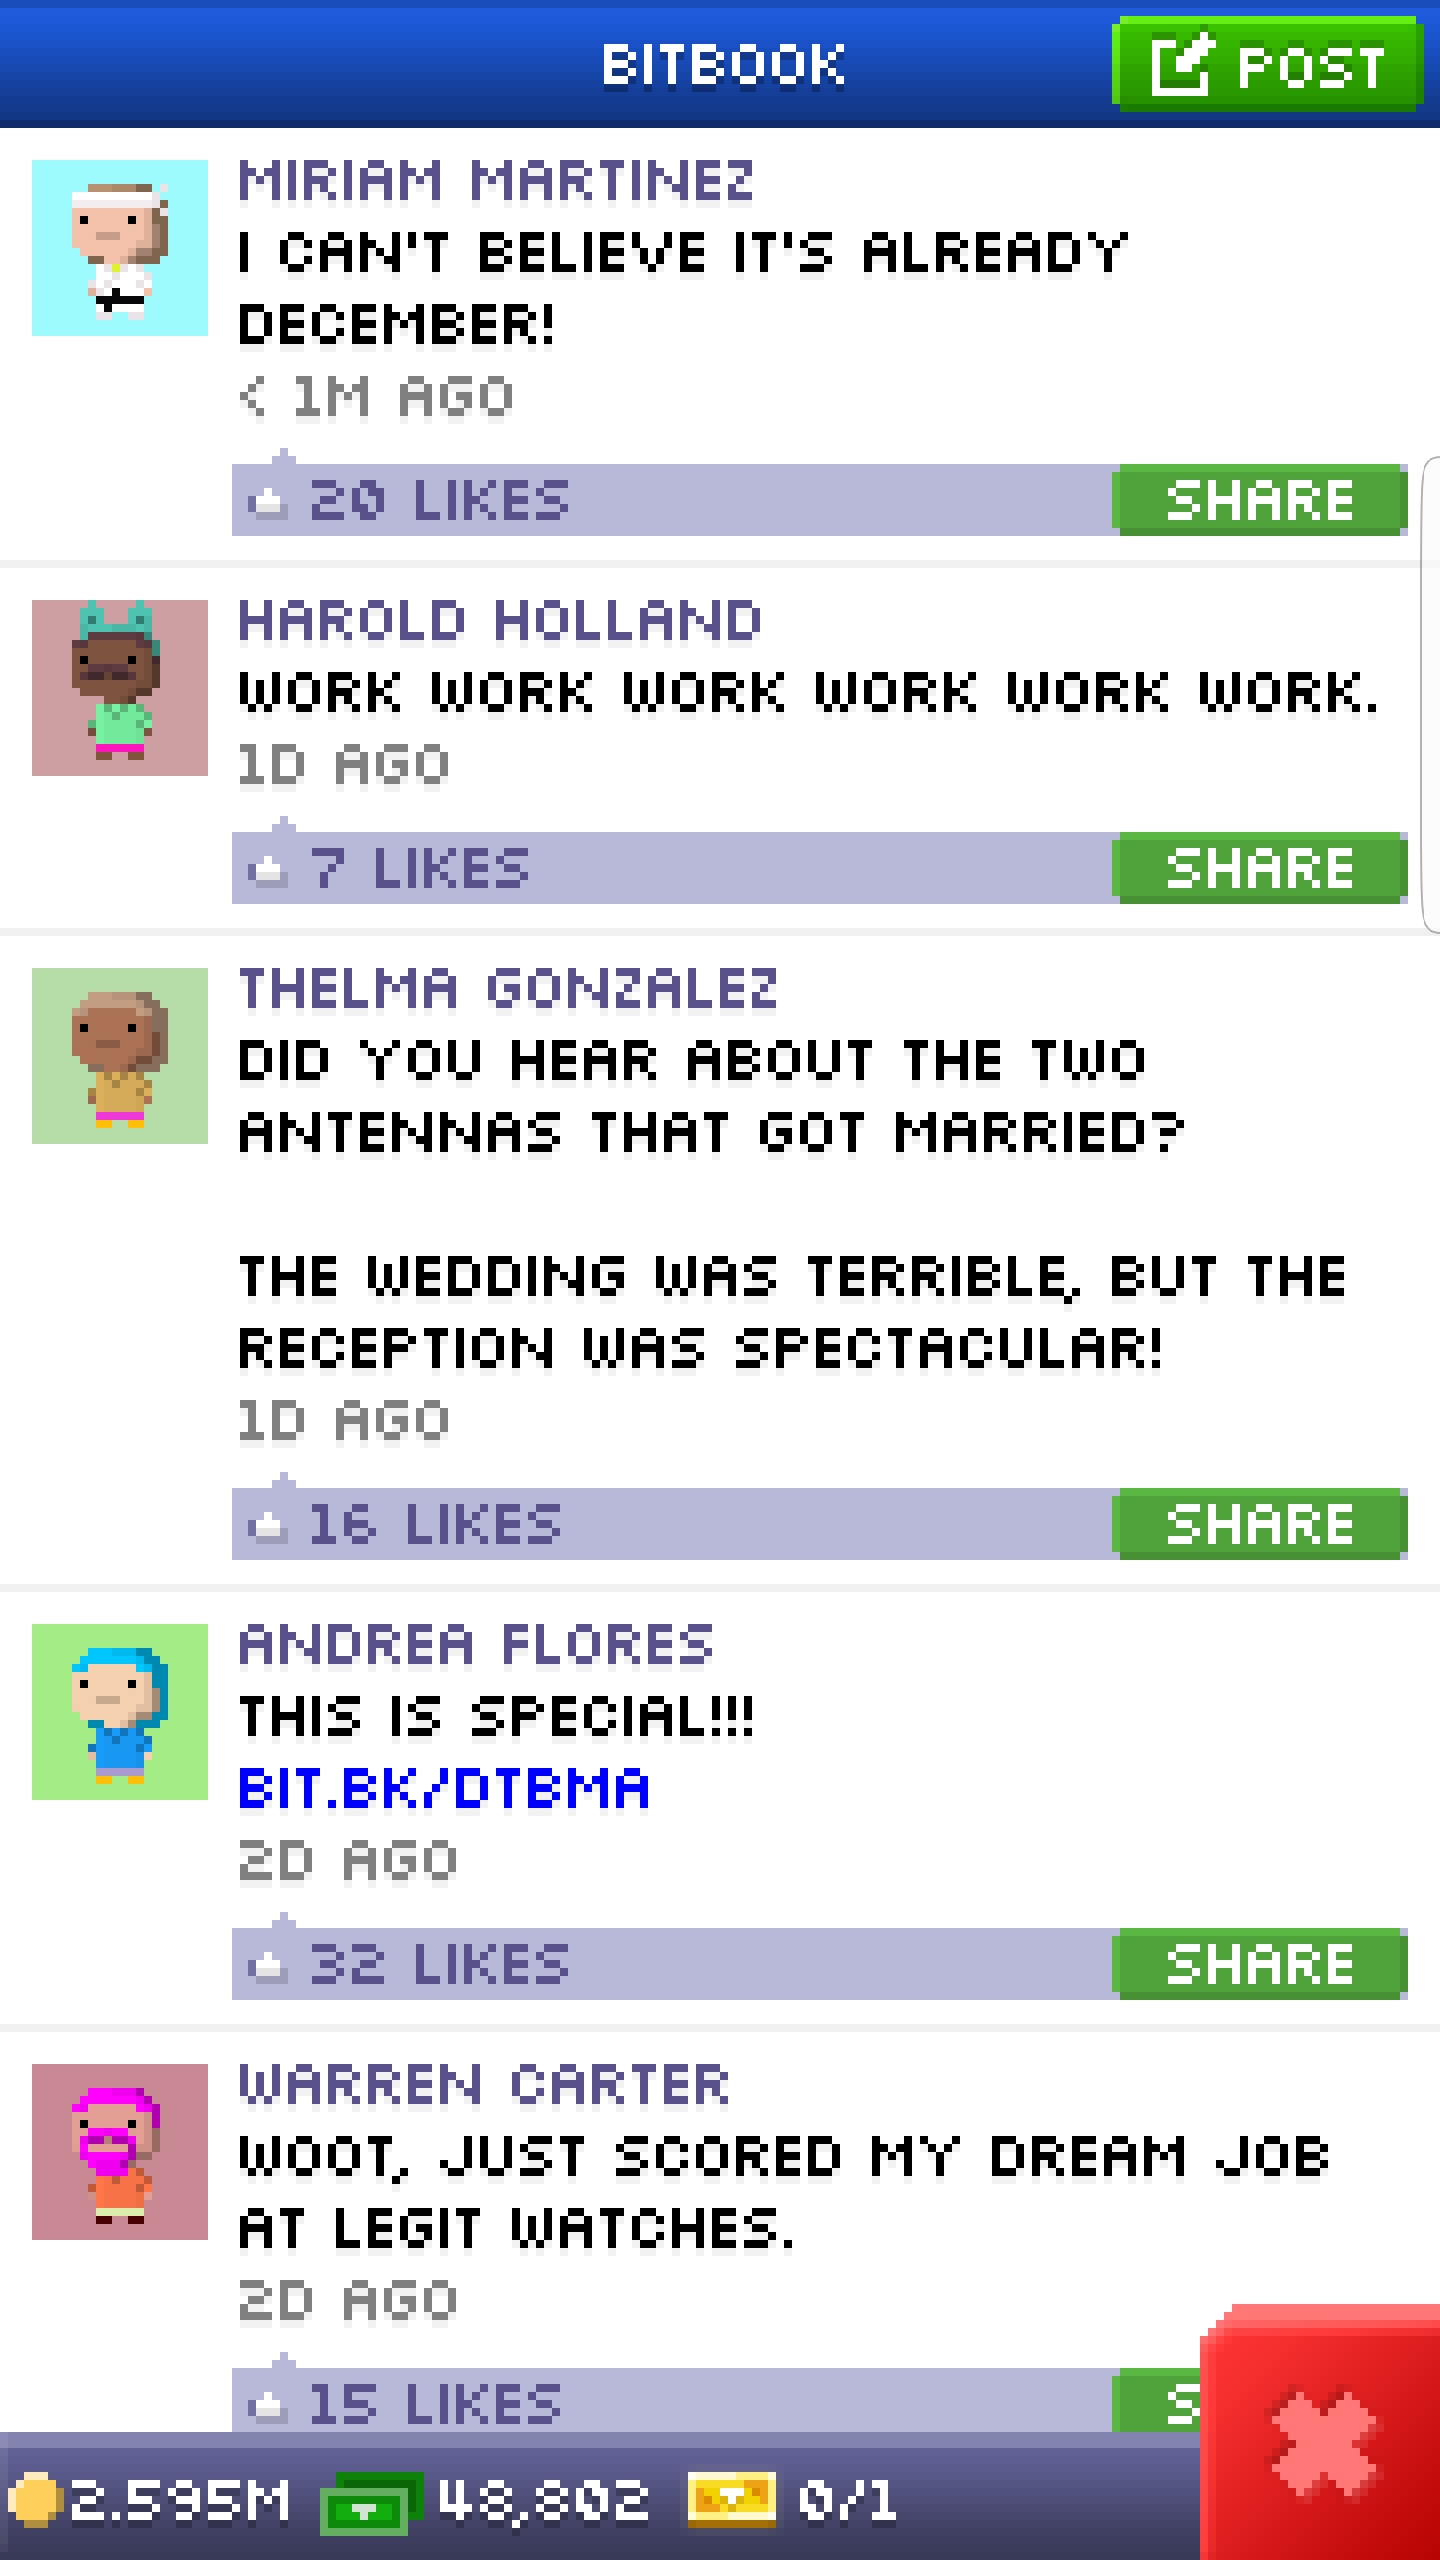 BITBOOK
POST
MIRIAM MARTINEZ
I CAN'T BELIEVE IT'S ALREADY
DECEMBER!
< 1M AGO
20 LIKES
SHARE
HAROLD HOLLAND
WORK WORK WORK WORK WORK WORK.
1D AGO
7 LIKES
SHARE
THELMA GONZALEZ
DID YOU HEAR ABOUT THE TWO
ANTENNAS THAT GOT MARRIED?
THE WEDDING WAS TERRIBLE, BUT THE
RECEPTION WAS SPECTACULAR!
1D AGO
16 LIKES
SHARE
ANDREA FLORES
THIS IS SPECIAL!!!
BIT.BK/DTBMA
2D AGO
32 LIKES
SHARE
WARREN CARTER
WOOT, JUST SCORED MY DREAM JOB
AT LEGIT WATCHES.
2D AGO
15 LIKES
S
2.595M
48,802
0/1